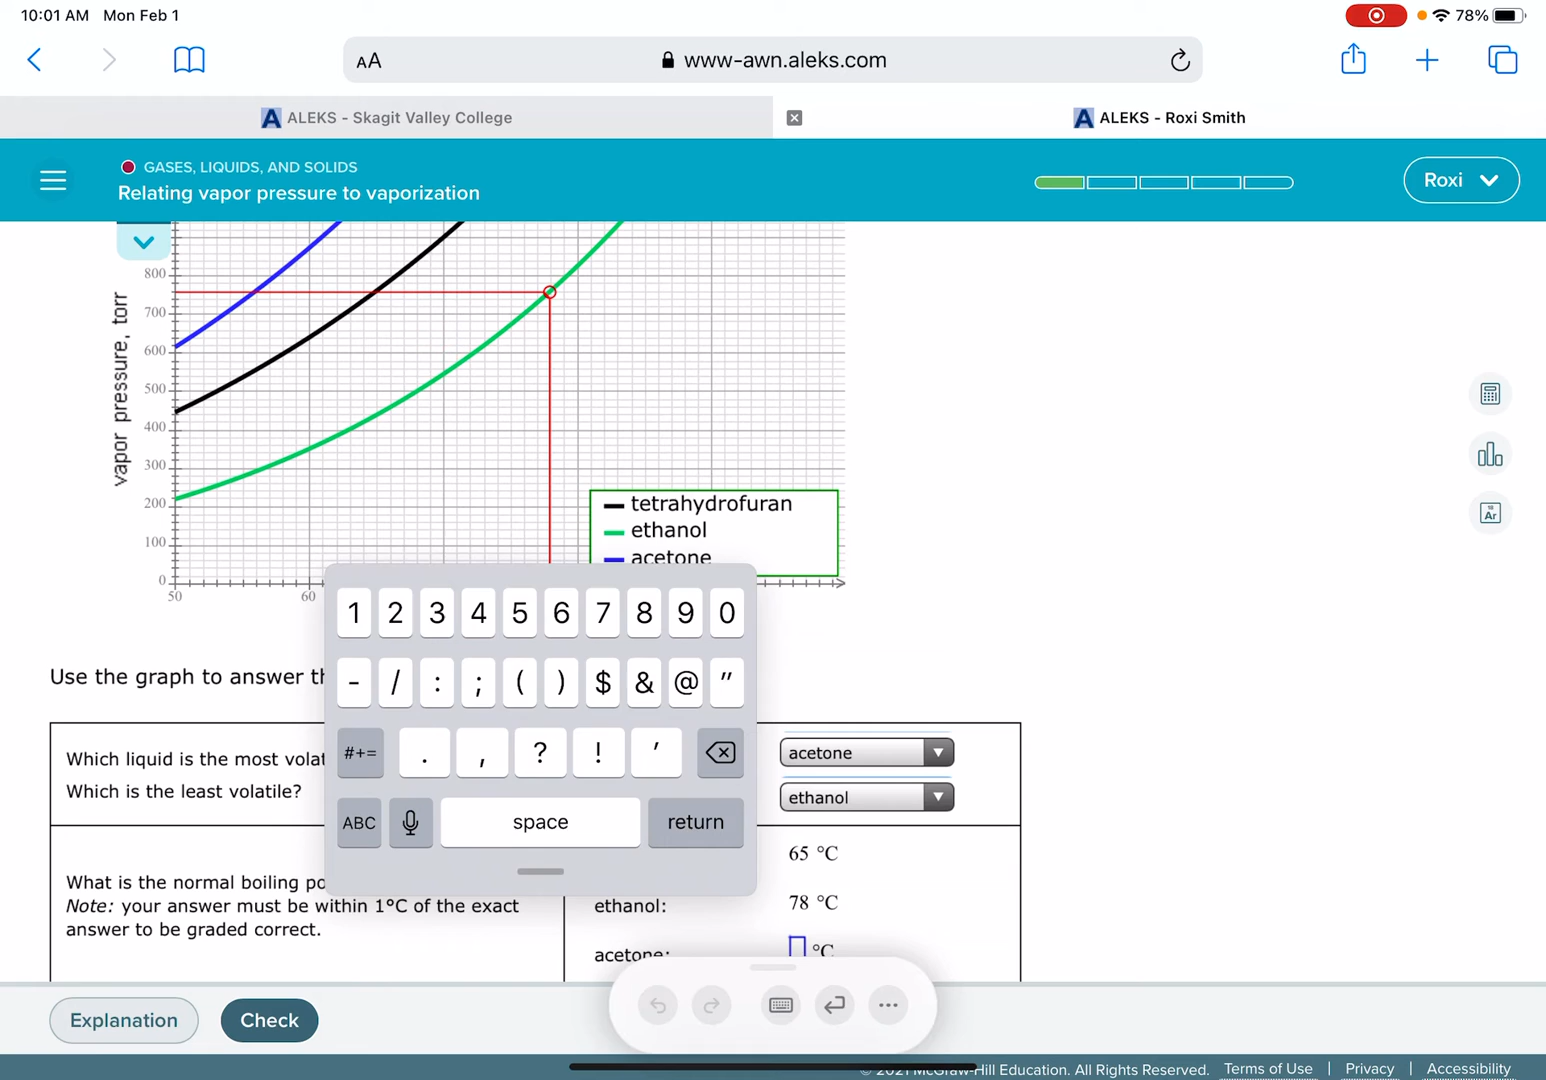 10:01 AM Mon Feb 1
78%
AA
www-awn.aleks.com
A ALEKS - Skagit Valley College
A ALEKS - Roxi Smith
GASES, LIQUIDS, AND SOLIDS
Relating vapor pressure to vaporization
Roxi
vapor pressure, torr
800
700
600
500
400
300
200
100
0
50
60
tetrahydrofuran
ethanol
acetone
18
Ar
1 2 3 4 5 6 7 8 9 0
- / : ; ( ) $ & @ "
#+= . , ? ! '
ABC space return
Use the graph to answer th
Which liquid is the most volat
Which is the least volatile?
acetone
ethanol
What is the normal boiling po
Note: your answer must be within 1°C of the exact
answer to be graded correct.
65 °C
ethanol: 78 °C
acetone: °C
Explanation
Check
© 2021 McGraw-Hill Education. All Rights Reserved. Terms of Use | Privacy | Accessibility